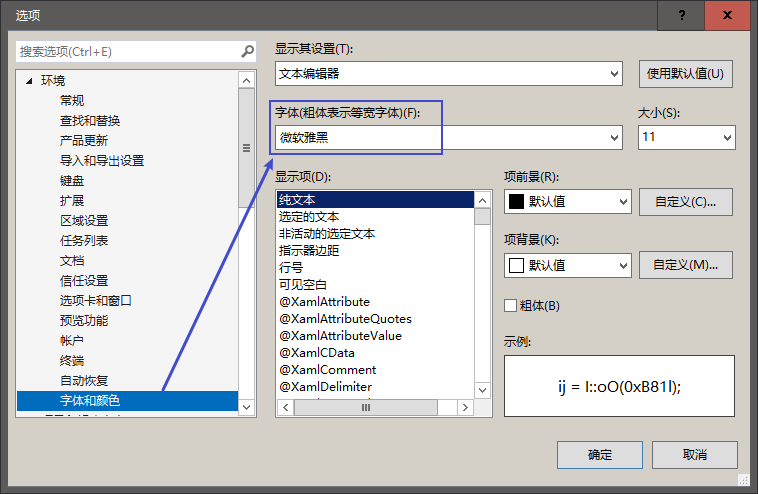 选项
?
x
搜索选项(Ctrl+E)
环境
常规
查找和替换
产品更新
导入和导出设置
键盘
扩展
区域设置
任务列表
文档
信任设置
选项卡和窗口
预览功能
帐户
终端
自动恢复
字体和颜色
显示其设置(T):
文本编辑器
使用默认值(U)
字体(粗体表示等宽字体)(F):
微软雅黑
大小(S):
11
显示项(D):
纯文本
选定的文本
非活动的选定文本
指示器边距
行号
可见空白
@XamlAttribute
@XamlAttributeQuotes
@XamlAttributeValue
@XamlCData
@XamlComment
@XamlDelimiter
项前景(R):
默认值
自定义(C)...
项背景(K):
默认值
自定义(M)...
粗体(B)
示例:
ij = I::oO(0xB81l);
确定
取消